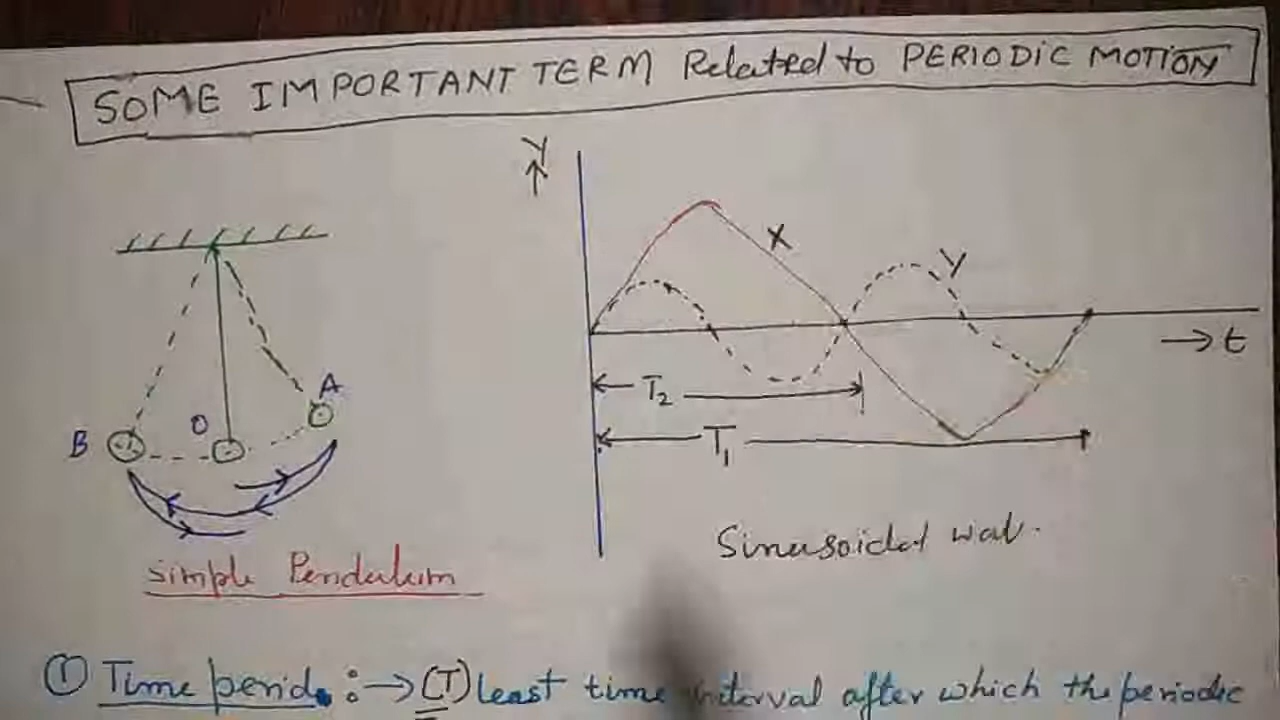 SOME IMPORTANT TERM Related to PERIODIC MOTION
Y
X
Y
A
→ t
T2
O
B
T1
Sinusoidal wav.
Simple Pendulum
① Time period. :→ (T) least time interval after which the periodic